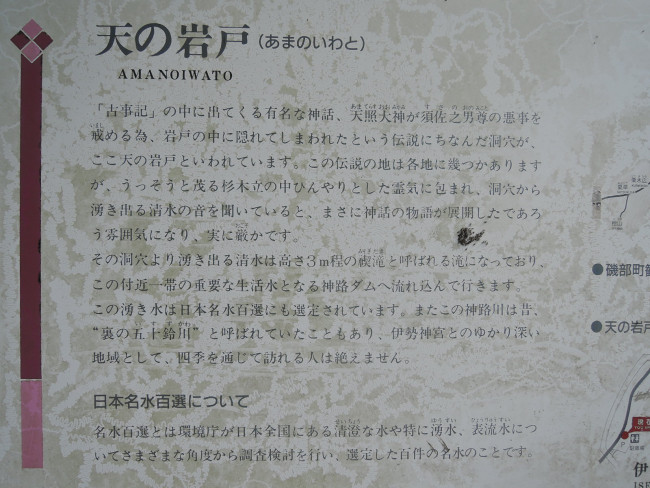 天の岩戸(あまのいわと)
AMANOIWATO
「古事記」の中に出てくる有名な神話、天照大神が須佐之男尊の悪事を
戒める為、岩戸の中に隠れてしまわれたという伝説にちなんだ洞穴が、
ここ天の岩戸といわれています。この伝説の地は各地に幾つかあります
が、うっそうと茂る杉木立の中ひんやりとした霊気に包まれ、洞穴から
湧き出る清水の音を聞いていると、まさに神話の物語が展開したであろ
う雰囲気になり、実に厳かです。
その洞穴より湧き出る清水は高さ3m程の禊滝と呼ばれる滝になっており、
この付近一帯の重要な生活水となる神路ダムへ流れ込んで行きます。
この湧き水は日本名水百選にも選定されています。またこの神路川は昔、
“裏の五十鈴川”と呼ばれていたこともあり、伊勢神宮とのゆかり深い
地域として、四季を通じて訪れる人は絶えません。
日本名水百選について
名水百選とは環境庁が日本全国にある清澄な水や特に湧水、表流水につ
いてさまざまな角度から調査検討を行い、選定した百件の名水のことです。
●磯部町
●天の岩戸
伊
ISE